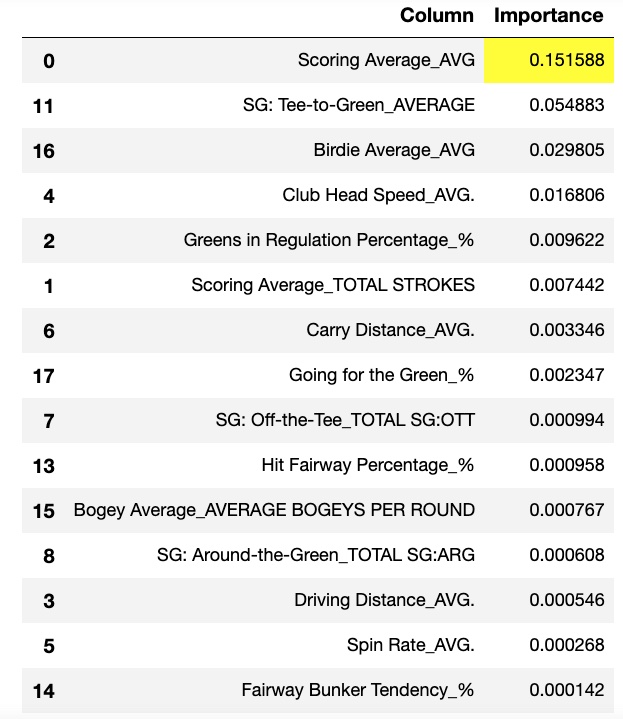 Column Importance
0 Scoring Average_AVG 0.151588
11 SG: Tee-to-Green_AVERAGE 0.054883
16 Birdie Average_AVG 0.029805
4 Club Head Speed_AVG. 0.016806
2 Greens in Regulation Percentage_% 0.009622
1 Scoring Average_TOTAL STROKES 0.007442
6 Carry Distance_AVG. 0.003346
17 Going for the Green_% 0.002347
7 SG: Off-the-Tee_TOTAL SG:OTT 0.000994
13 Hit Fairway Percentage_% 0.000958
15 Bogey Average_AVERAGE BOGEYS PER ROUND 0.000767
8 SG: Around-the-Green_TOTAL SG:ARG 0.000608
3 Driving Distance_AVG. 0.000546
5 Spin Rate_AVG. 0.000268
14 Fairway Bunker Tendency_% 0.000142